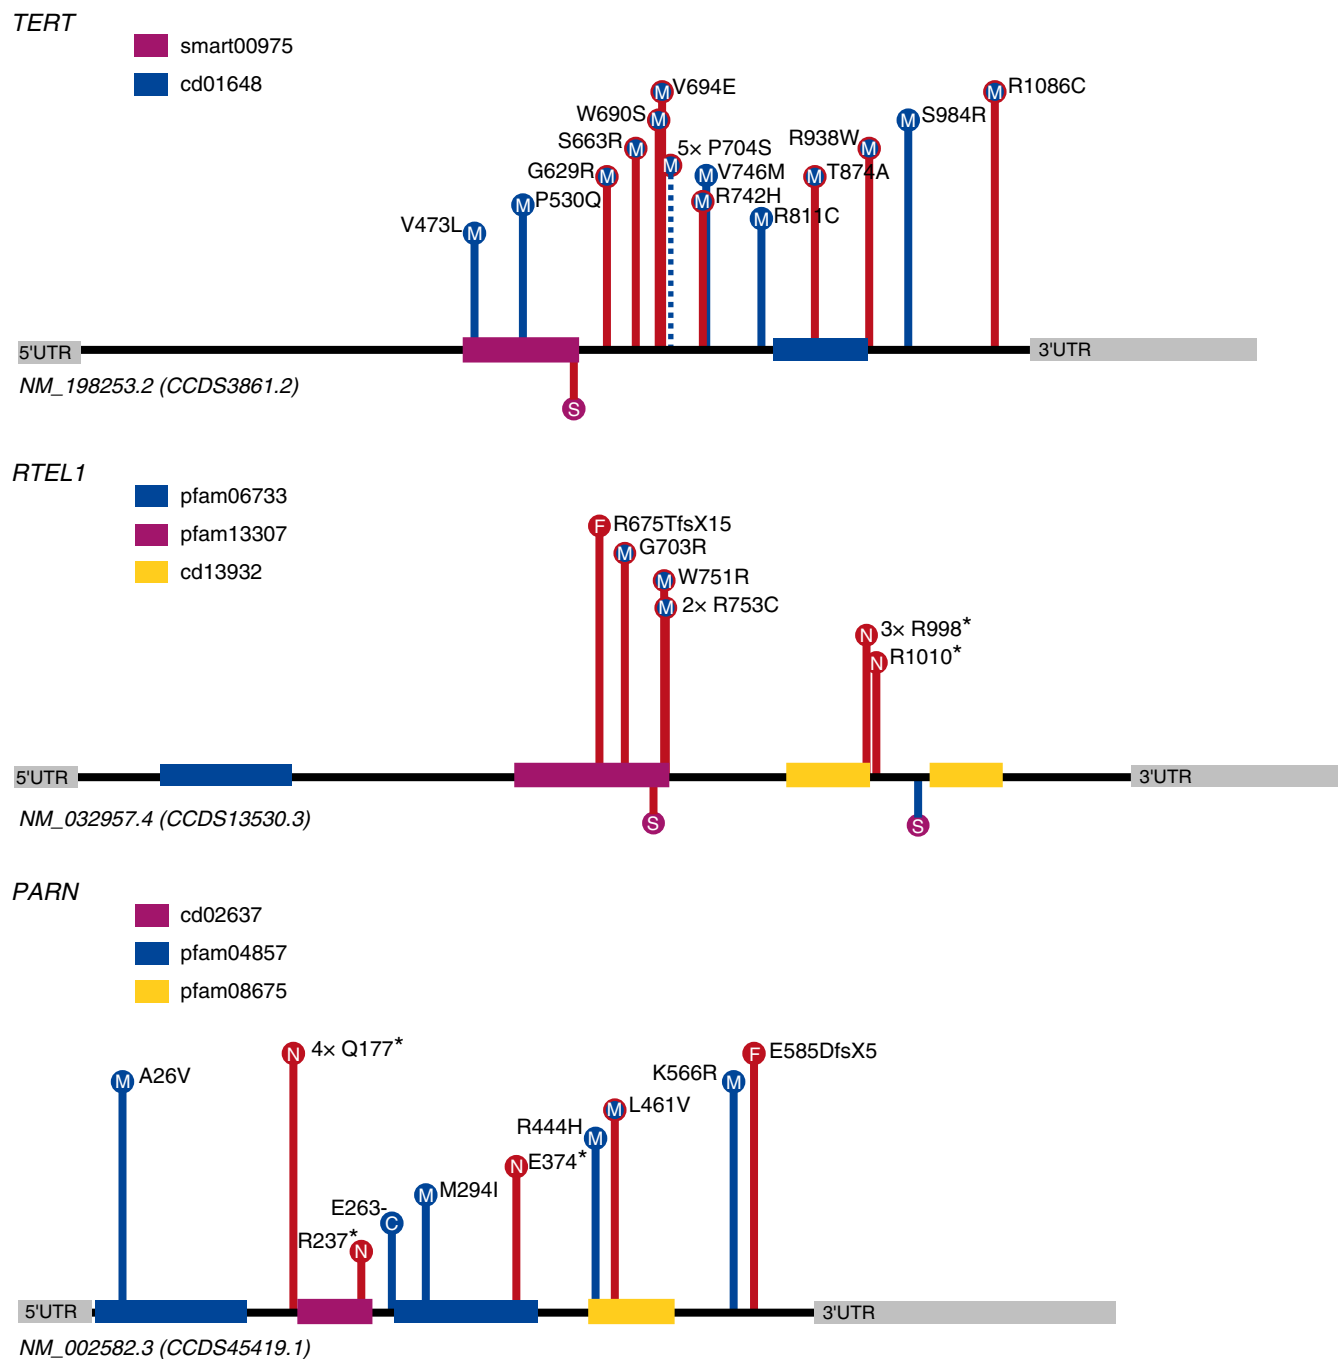 TERT
smart00975
cd01648
V694E
R1086C
W690S
S984R
S663R
5× P704S
R938W
G629R
V746M
T874A
P530Q
R742H
R811C
V473L
M M M M M M M M M M M M M M M
5'UTR
3'UTR
NM_198253.2 (CCDS3861.2)
S
RTEL1
pfam06733
pfam13307
cd13932
F R675TfsX15
M G703R
M W751R
M 2× R753C
N 3× R998*
N R1010*
5'UTR
3'UTR
NM_032957.4 (CCDS13530.3)
S S
PARN
cd02637
pfam04857
pfam08675
N 4× Q177*
F E585DfsX5
M A26V
K566R M
M L461V
R444H M
N E374*
M M294I
E263- C
R237* N
5'UTR
3'UTR
NM_002582.3 (CCDS45419.1)